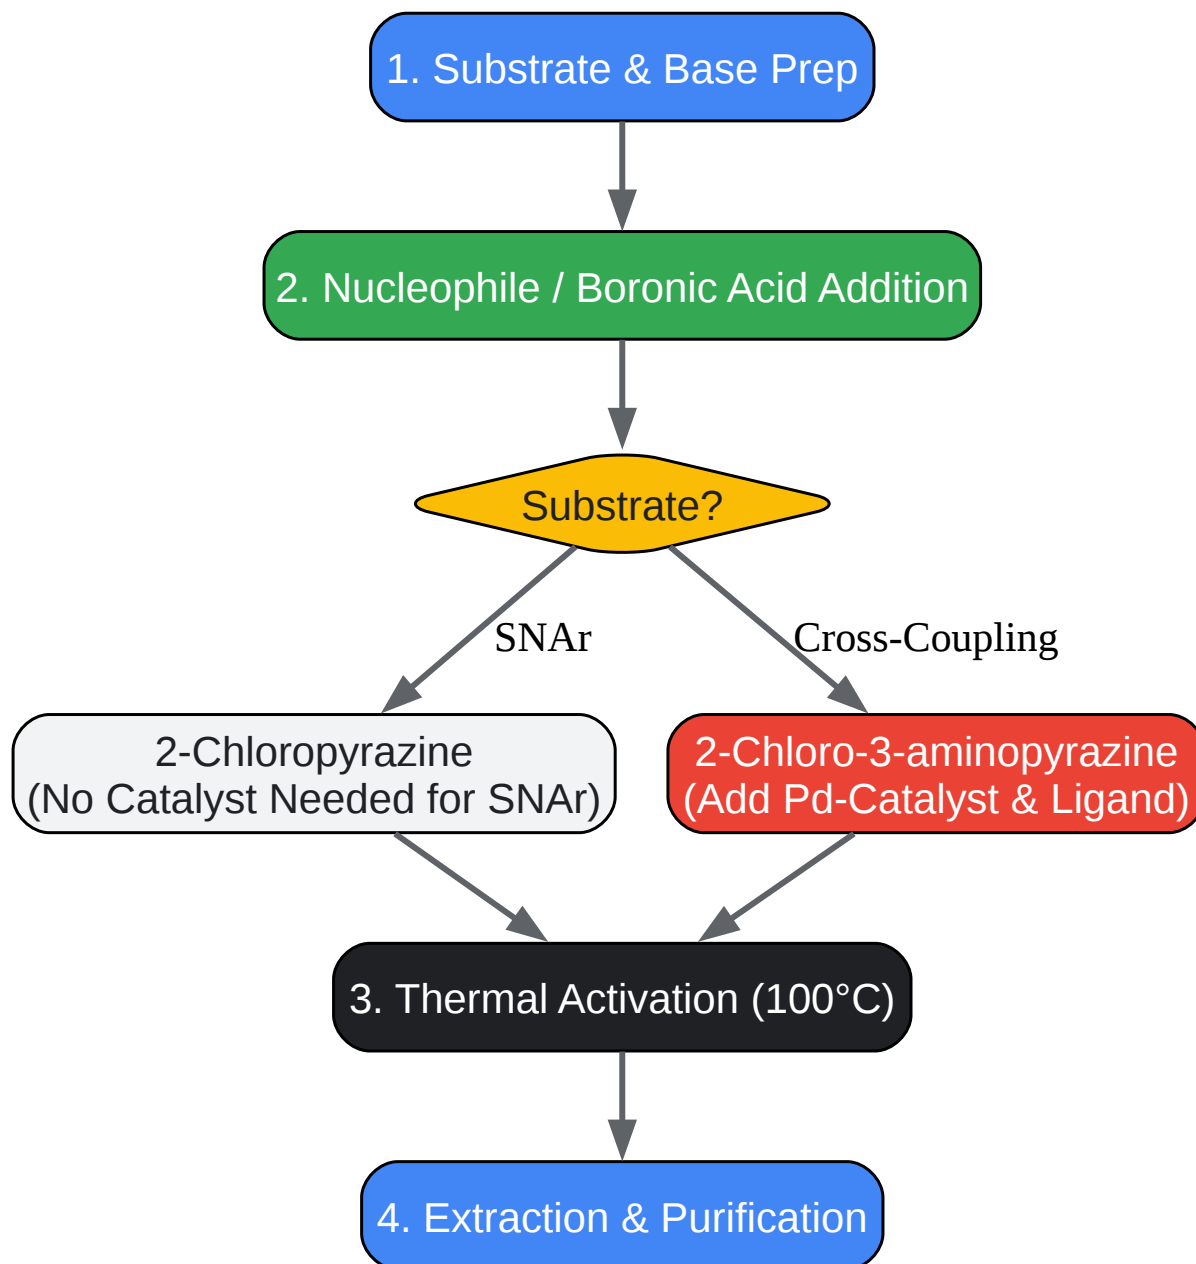 1. Substrate & Base Prep
2. Nucleophile / Boronic Acid Addition
Substrate?
SNAr
Cross-Coupling
2-Chloropyrazine
(No Catalyst Needed for SNAr)
2-Chloro-3-aminopyrazine
(Add Pd-Catalyst & Ligand)
3. Thermal Activation (100°C)
4. Extraction & Purification